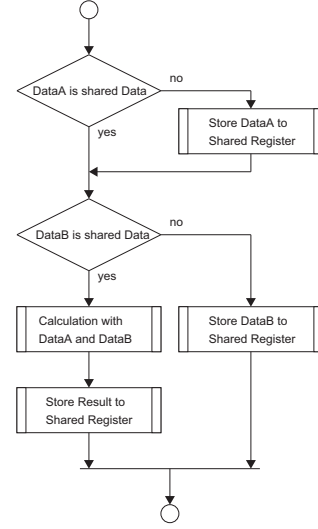 DataA is shared Data
no
Store DataA to
Shared Register
yes
DataB is shared Data
no
yes
Calculation with
DataA and DataB
Store DataB to
Shared Register
Store Result to
Shared Register